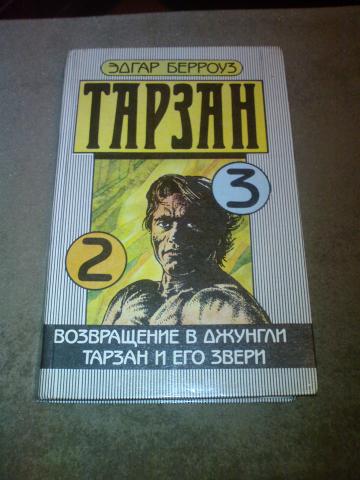 ЭДГАР БЕРРОУЗ
ТАРЗАН
3
2
ВОЗВРАЩЕНИЕ В ДЖУНГЛИ
ТАРЗАН И ЕГО ЗВЕРИ